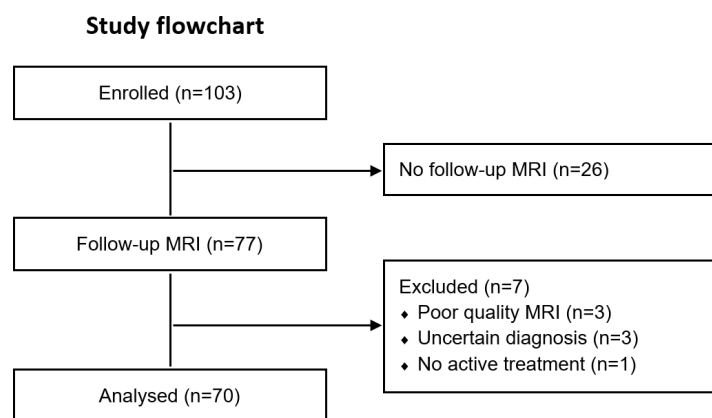 Study flowchart
Enrolled (n=103)
No follow-up MRI (n=26)
Follow-up MRI (n=77)
Excluded (n=7)
♦ Poor quality MRI (n=3)
♦ Uncertain diagnosis (n=3)
♦ No active treatment (n=1)
Analysed (n=70)